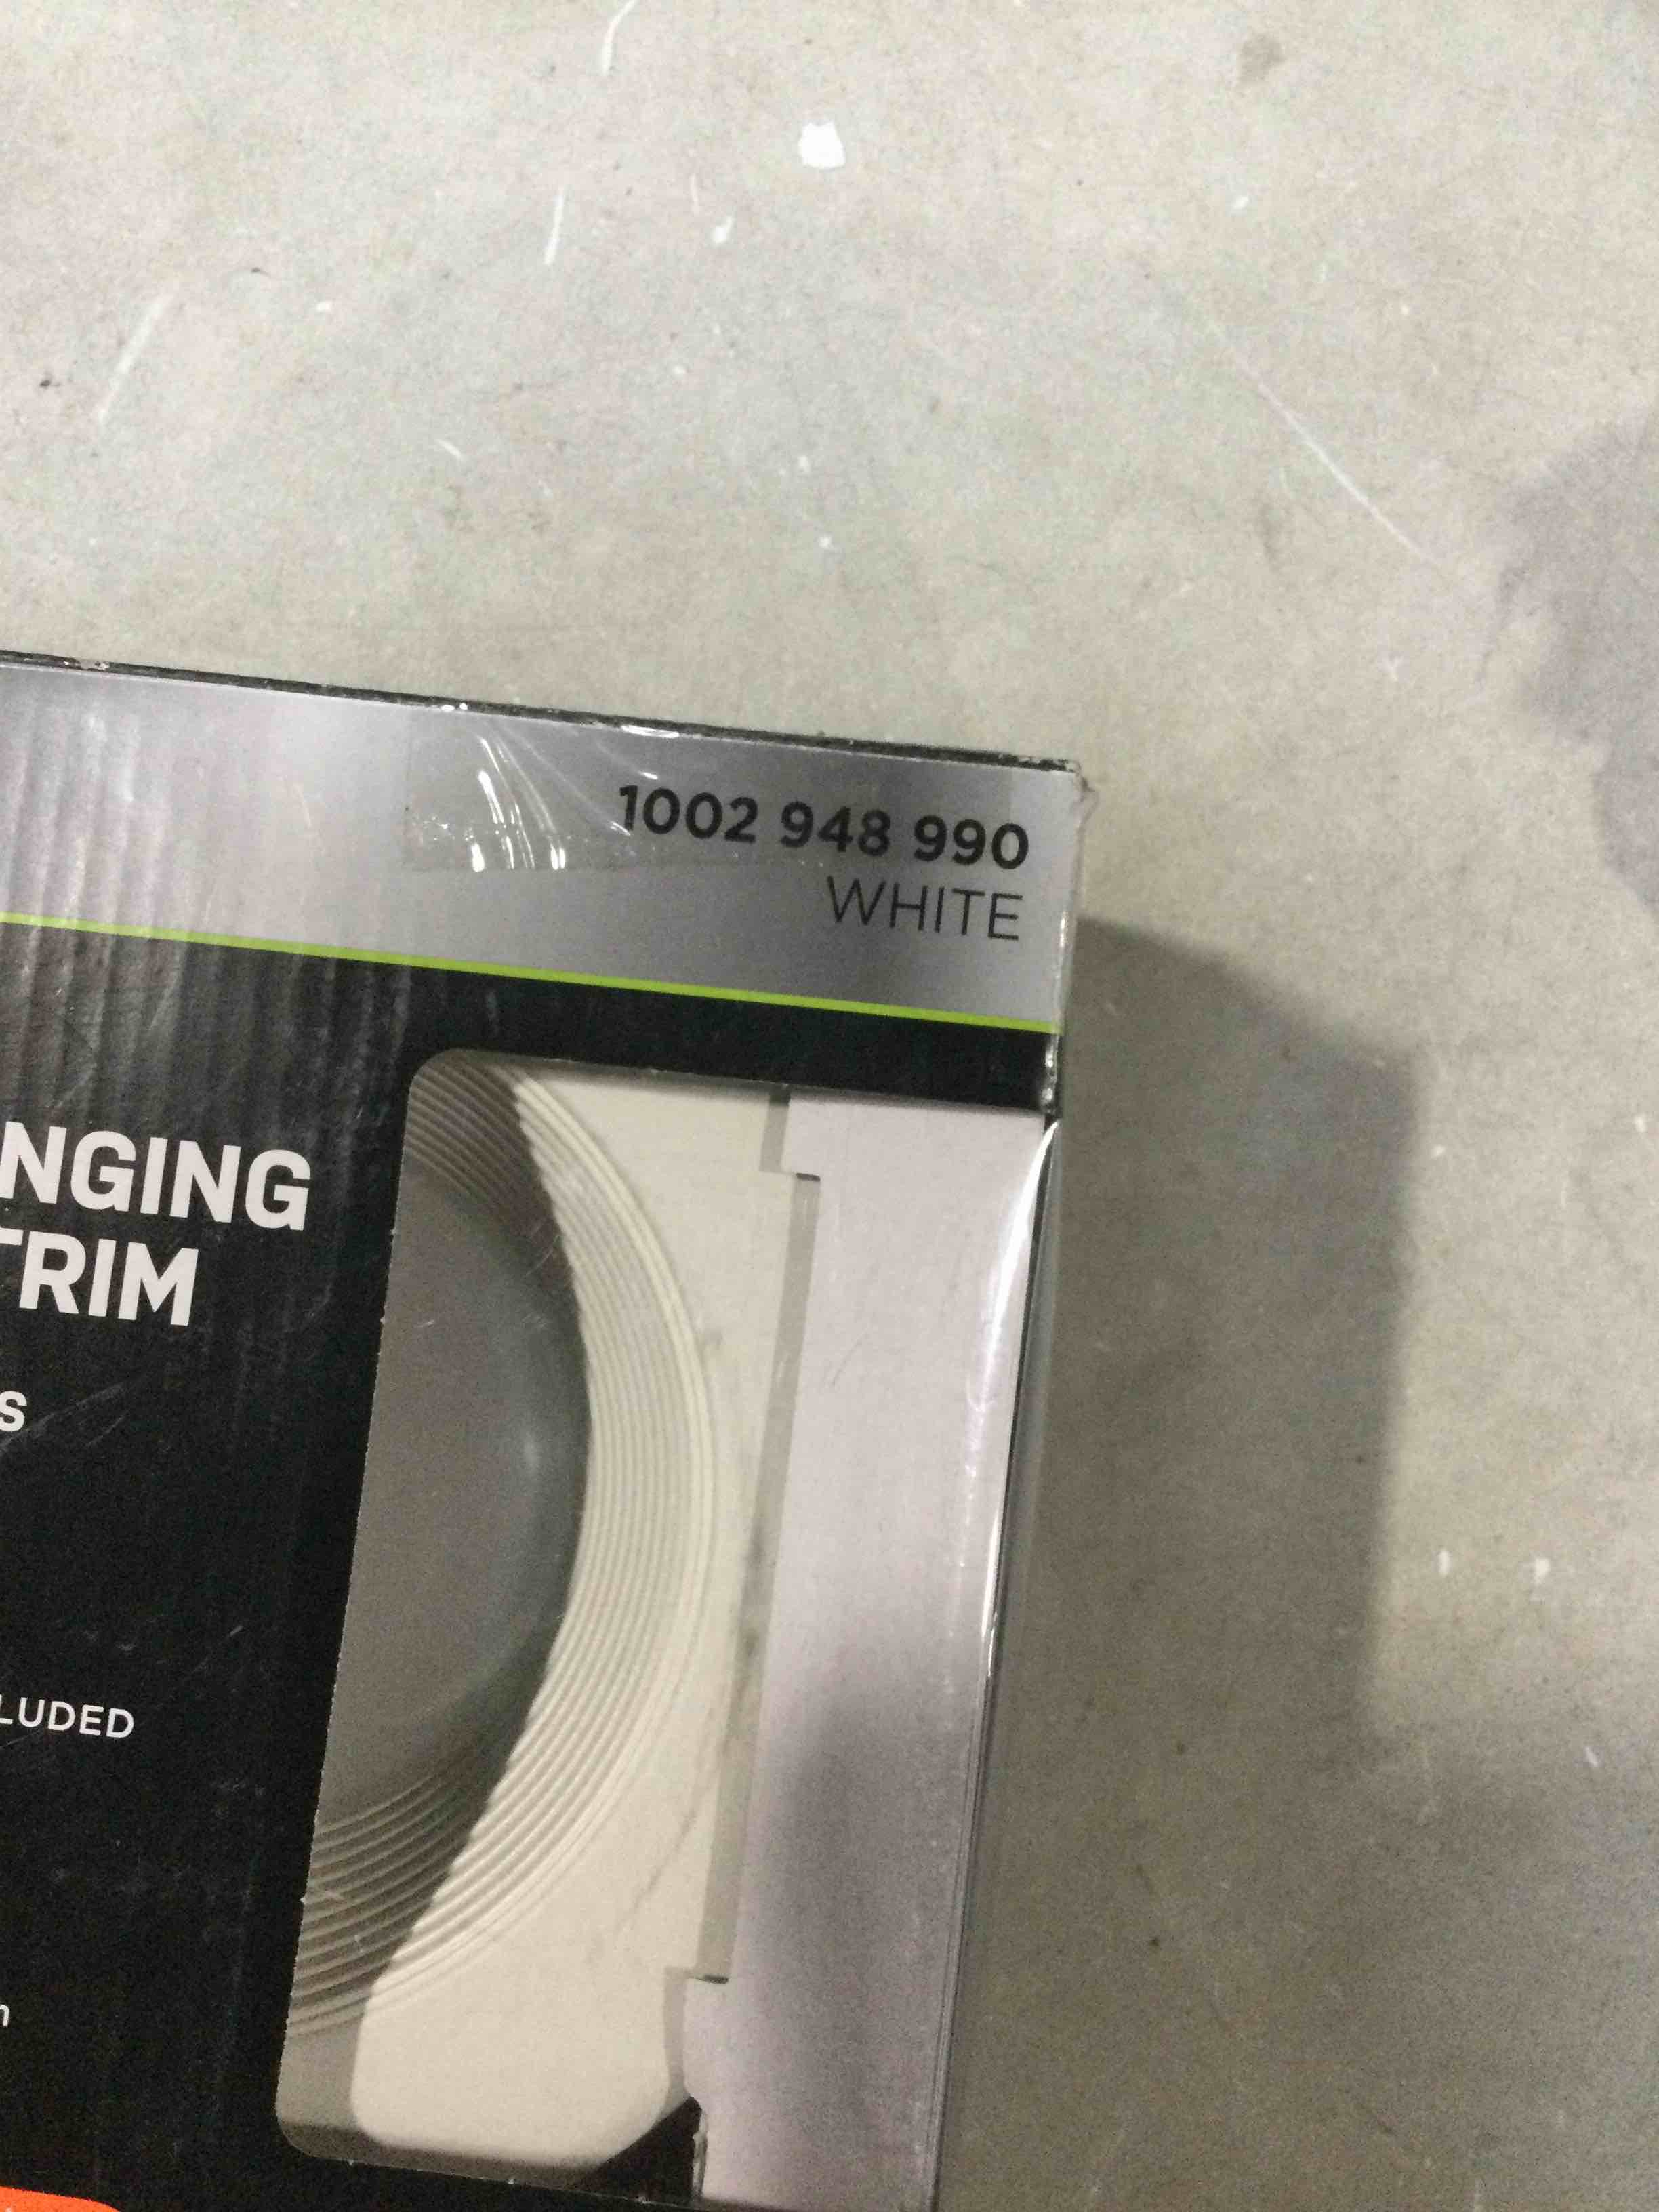 1002 948 990
WHITE
NGING
TRIM
S
LUDED